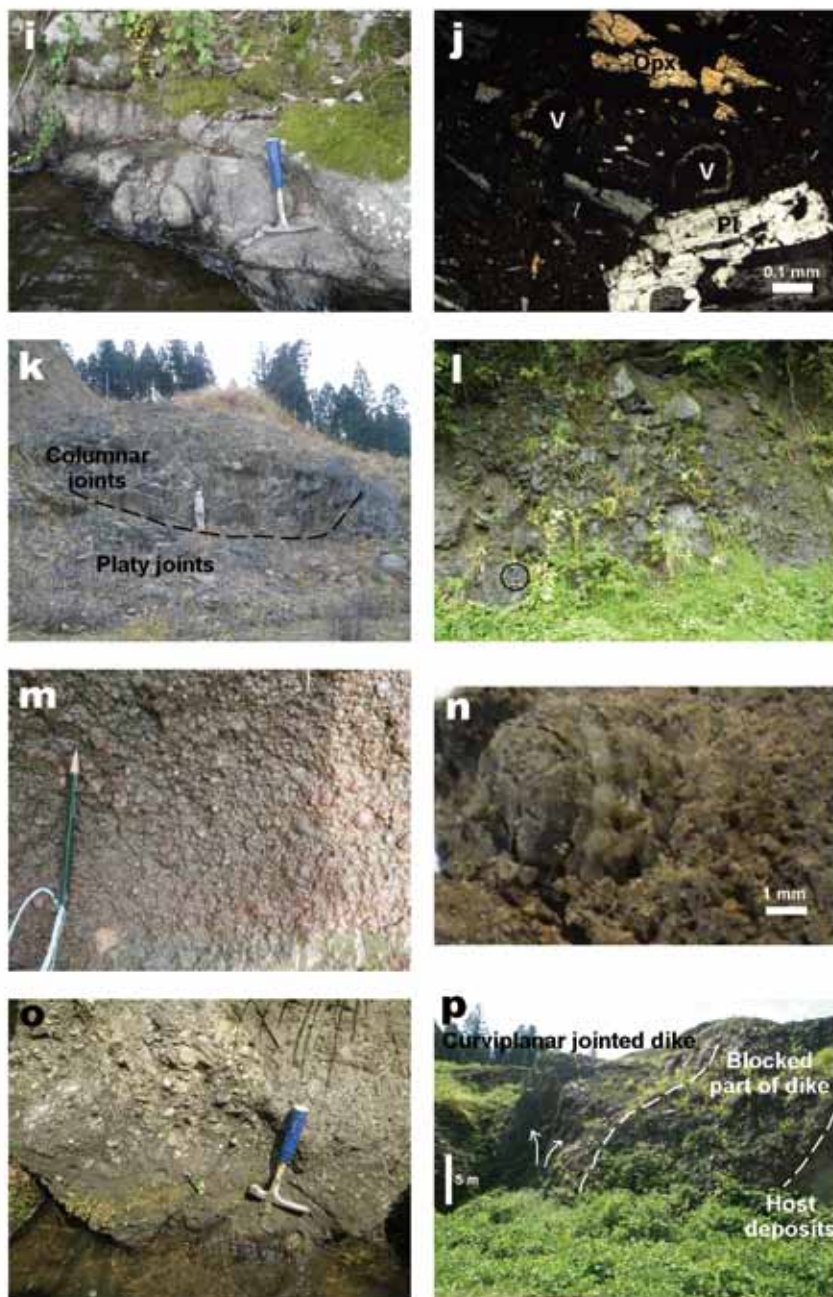 i
j
Opx
V
V
Pl
0.1 mm
k
Columnar
joints
Platy joints
l
m
n
1 mm
o
p
Curviplanar jointed dike
Blocked
part of dike
5 m
Host
deposits